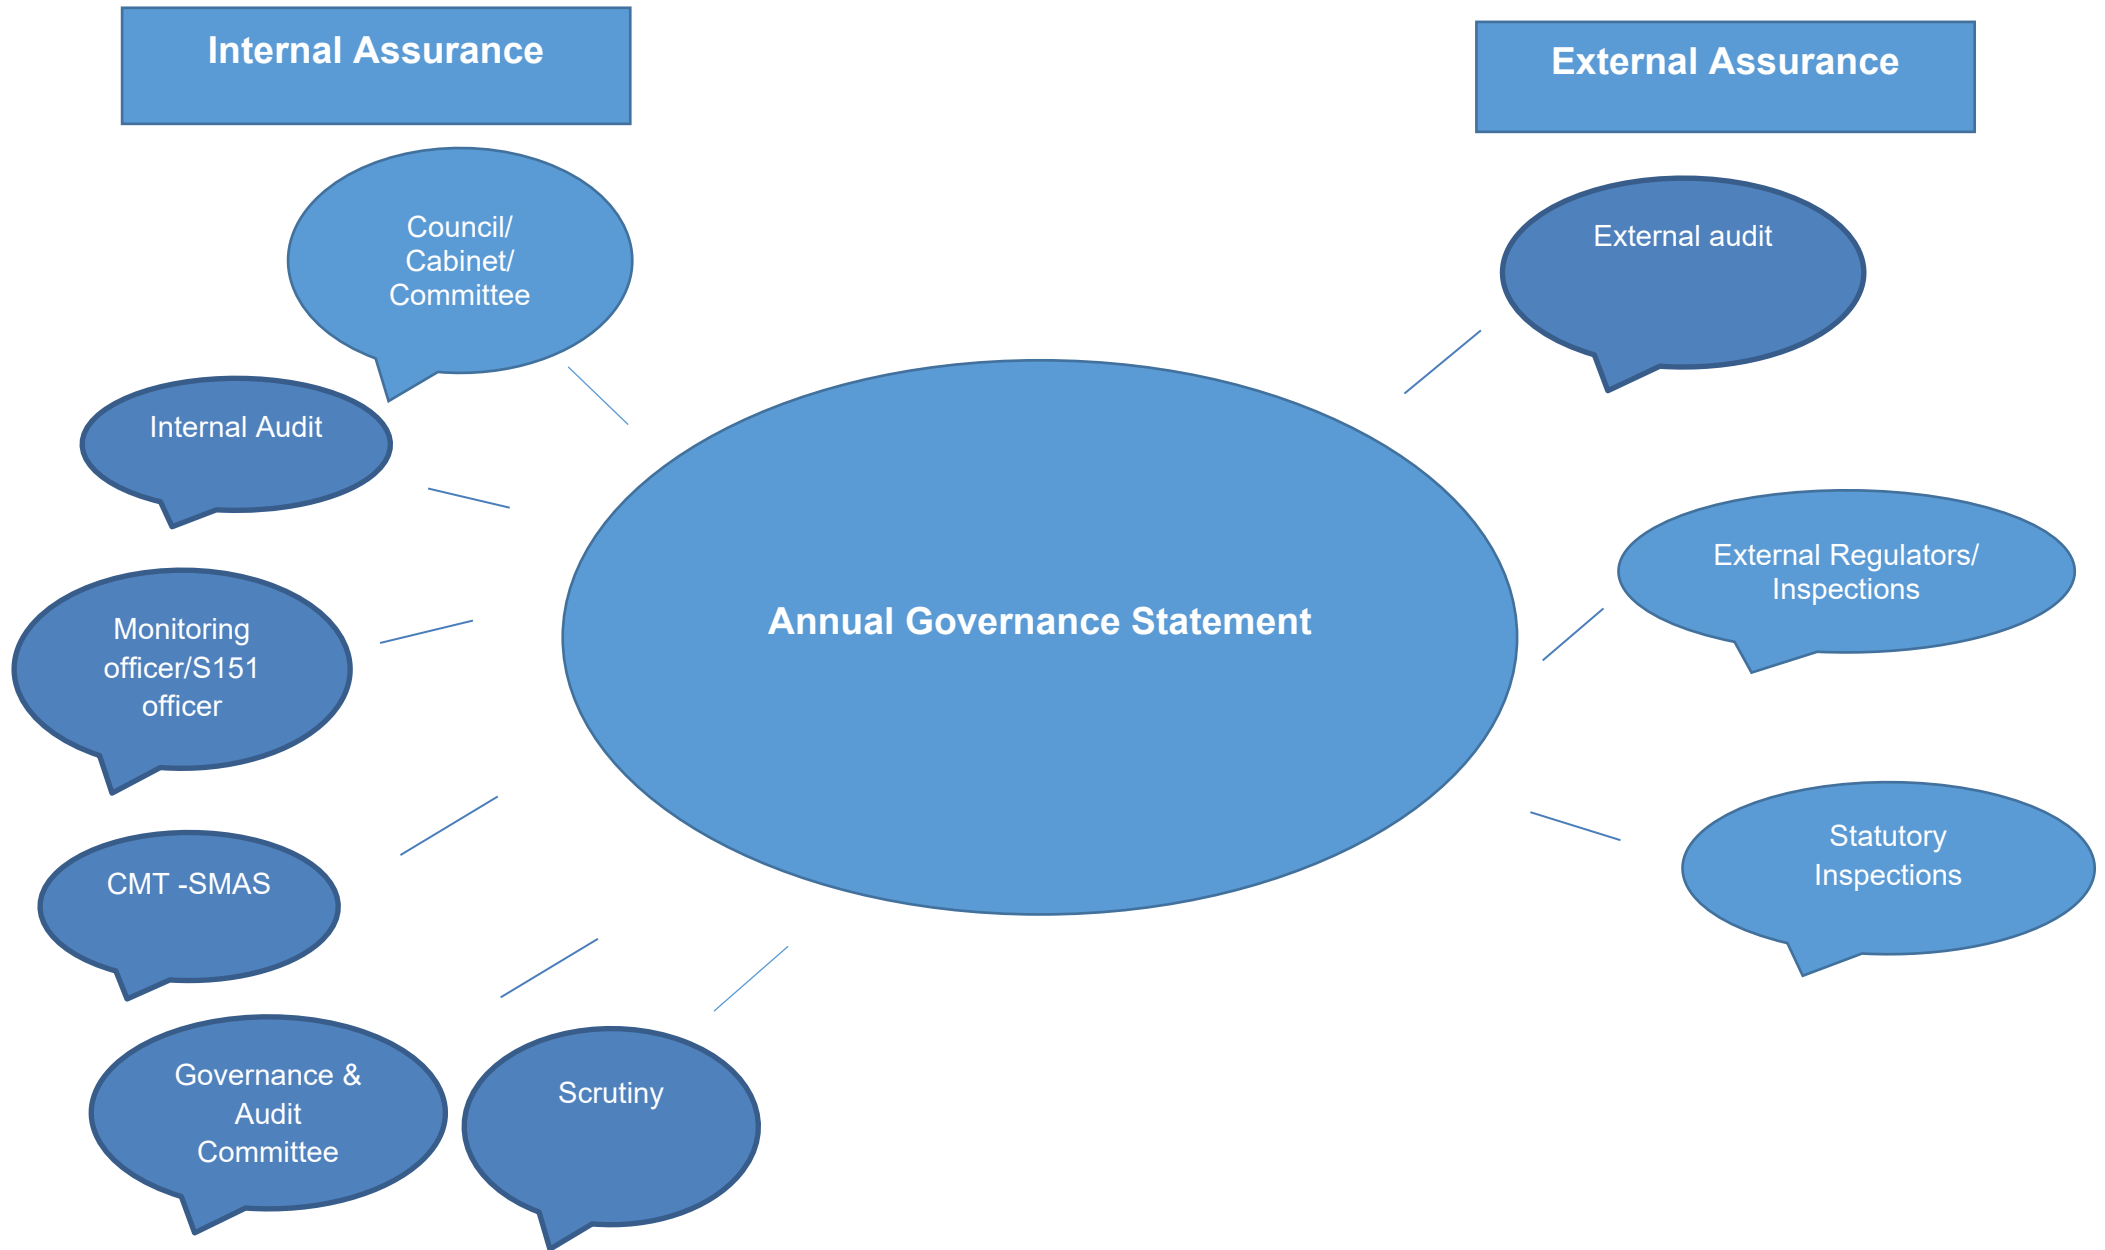 Internal Assurance
External Assurance
Council/
Cabinet/
Committee
External audit
Internal Audit
External Regulators/
Inspections
Annual Governance Statement
Monitoring
officer/S151
officer
Statutory
Inspections
CMT -SMAS
Governance &
Audit
Committee
Scrutiny